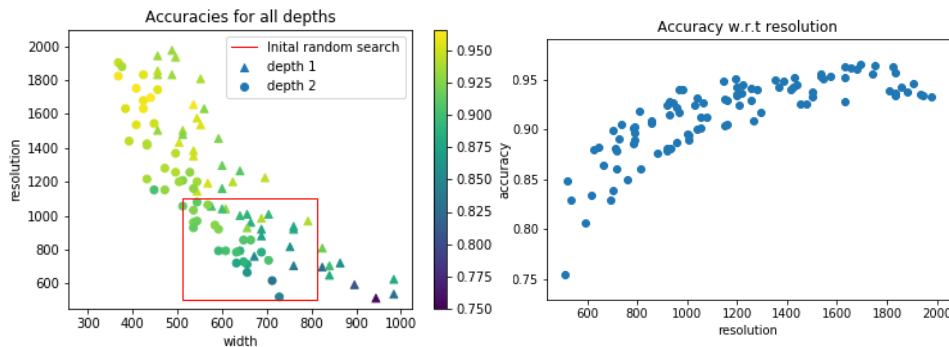 Accuracies for all depths
2000
1800
1600
1400
1200
1000
800
600
resolution
300 400 500 600 700 800 900 1000
width
Inital random search
depth 1
depth 2
0.950
0.925
0.900
0.875
0.850
0.825
0.800
0.775
0.750
Accuracy w.r.t resolution
0.95
0.90
0.85
0.80
0.75
accuracy
600 800 1000 1200 1400 1600 1800 2000
resolution